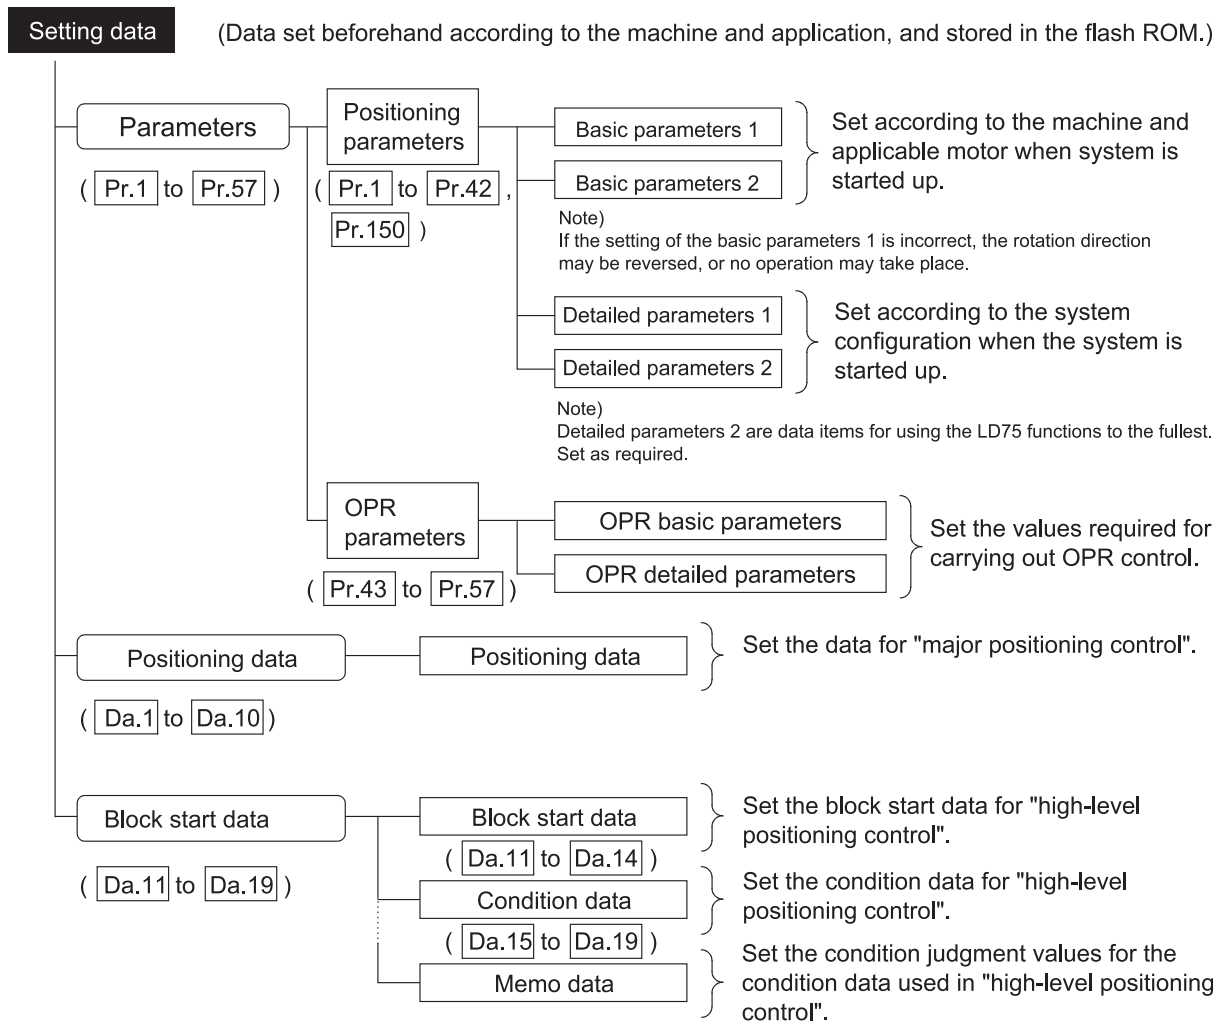 Setting data (Data set beforehand according to the machine and application, and stored in the flash ROM.)
Parameters
( Pr.1 to Pr.57 )
Positioning
parameters
( Pr.1 to Pr.42 ,
Pr.150 )
Basic parameters 1
Basic parameters 2
Set according to the machine and
applicable motor when system is
started up.
Note)
If the setting of the basic parameters 1 is incorrect, the rotation direction
may be reversed, or no operation may take place.
Detailed parameters 1
Detailed parameters 2
Set according to the system
configuration when the system is
started up.
Note)
Detailed parameters 2 are data items for using the LD75 functions to the fullest.
Set as required.
OPR
parameters
( Pr.43 to Pr.57 )
OPR basic parameters
OPR detailed parameters
Set the values required for
carrying out OPR control.
Positioning data
( Da.1 to Da.10 )
Positioning data
Set the data for "major positioning control".
Block start data
( Da.11 to Da.19 )
Block start data
( Da.11 to Da.14 )
Set the block start data for "high-level
positioning control".
Condition data
( Da.15 to Da.19 )
Set the condition data for "high-level
positioning control".
Memo data
Set the condition judgment values for the
condition data used in "high-level positioning
control".